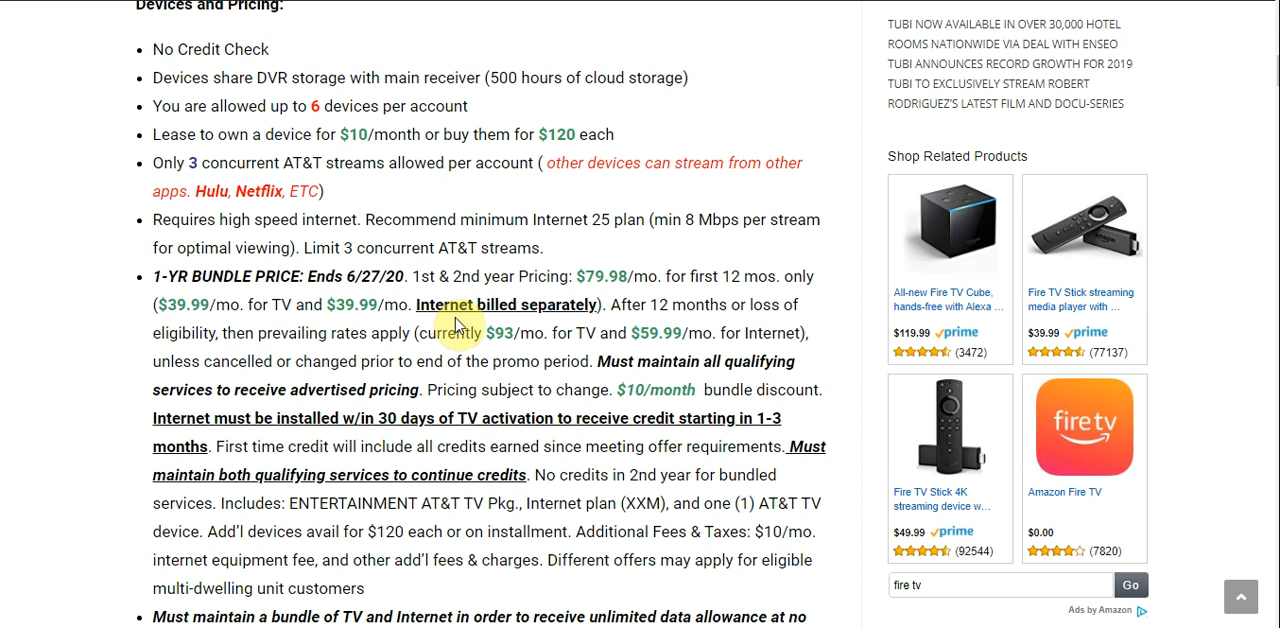 Devices and Pricing:
• No Credit Check
• Devices share DVR storage with main receiver (500 hours of cloud storage)
• You are allowed up to 6 devices per account
• Lease to own a device for $10/month or buy them for $120 each
• Only 3 concurrent AT&T streams allowed per account ( other devices can stream from other
apps. Hulu, Netflix, ETC)
• Requires high speed internet. Recommend minimum Internet 25 plan (min 8 Mbps per stream
for optimal viewing). Limit 3 concurrent AT&T streams.
• 1-YR BUNDLE PRICE: Ends 6/27/20. 1st & 2nd year Pricing: $79.98/mo. for first 12 mos. only
($39.99/mo. for TV and $39.99/mo. Internet billed separately). After 12 months or loss of
eligibility, then prevailing rates apply (currently $93/mo. for TV and $59.99/mo. for Internet),
unless cancelled or changed prior to end of the promo period. Must maintain all qualifying
services to receive advertised pricing. Pricing subject to change. $10/month bundle discount.
Internet must be installed w/in 30 days of TV activation to receive credit starting in 1-3
months. First time credit will include all credits earned since meeting offer requirements. Must
maintain both qualifying services to continue credits. No credits in 2nd year for bundled
services. Includes: ENTERTAINMENT AT&T TV Pkg., Internet plan (XXM), and one (1) AT&T TV
device. Add'l devices avail for $120 each or on installment. Additional Fees & Taxes: $10/mo.
internet equipment fee, and other add'l fees & charges. Different offers may apply for eligible
multi-dwelling unit customers
• Must maintain a bundle of TV and Internet in order to receive unlimited data allowance at no
TUBI NOW AVAILABLE IN OVER 30,000 HOTEL
ROOMS NATIONWIDE VIA DEAL WITH ENSEO
TUBI ANNOUNCES RECORD GROWTH FOR 2019
TUBI TO EXCLUSIVELY STREAM ROBERT
RODRIGUEZ'S LATEST FILM AND DOCU-SERIES
Shop Related Products
All-new Fire TV Cube,
hands-free with Alexa ...
$119.99 prime
(3472)
Fire TV Stick streaming
media player with ...
$39.99 prime
(77137)
Fire TV Stick 4K
streaming device w...
$49.99 prime
(92544)
fire tv
Amazon Fire TV
$0.00
(7820)
fire tv
Go
Ads by Amazon